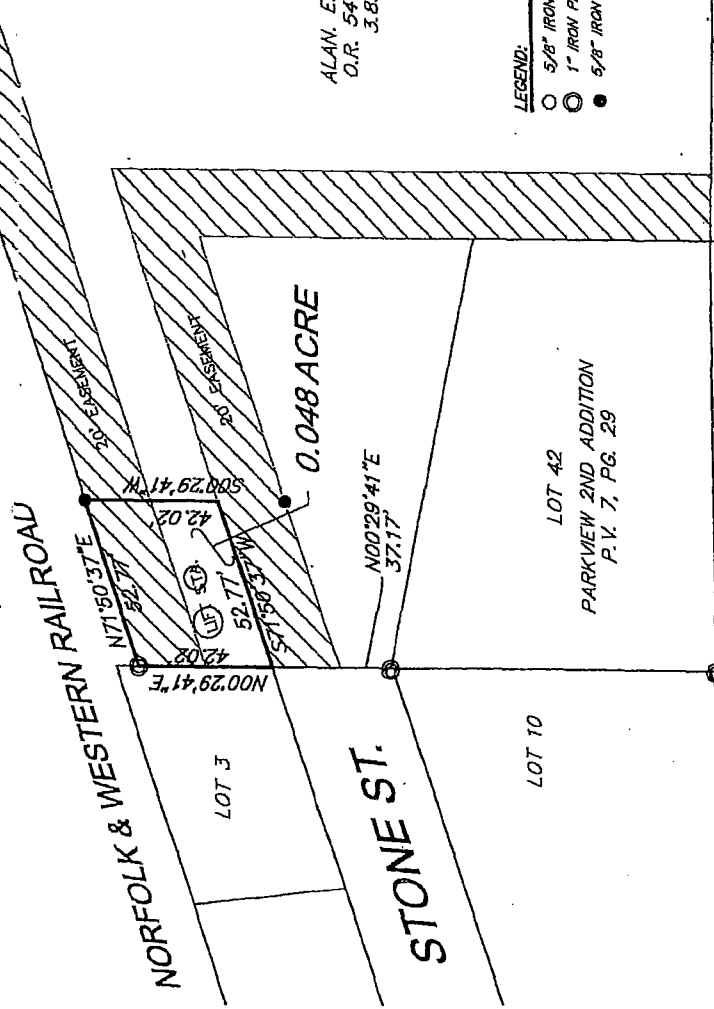 ALAN. E.
O.R. 54
3.8
LEGEND:
5/8" IRON
1" IRON P
5/8" IRON
NORFOLK & WESTERN RAILROAD
20' EASEMENT
20' EASEMENT
N71°50'37"E
52.77'
S00°29'41"W
42.02'
LIFT STA.
52.77'
S71°50'37"W
42.02'
N00°29'41"E
0.048 ACRE
LOT 3
N00°29'41"E
37.17'
STONE ST.
LOT 42
PARKVIEW 2ND ADDITION
P.V. 7, PG. 29
LOT 10